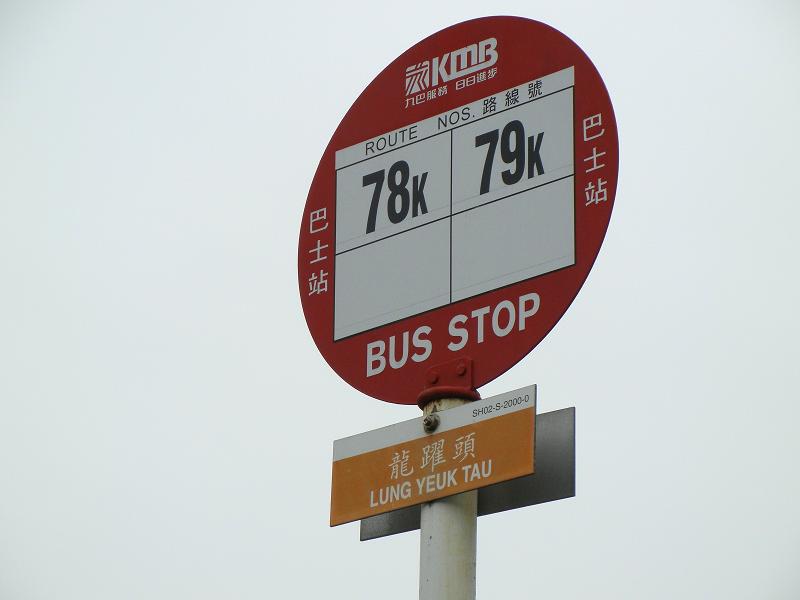 KMB
九巴服務 日日進步
ROUTE NOS. 路線號
78K
79K
巴士站
巴士站
BUS STOP
SH02-S-2000-0
龍躍頭
LUNG YEUK TAU